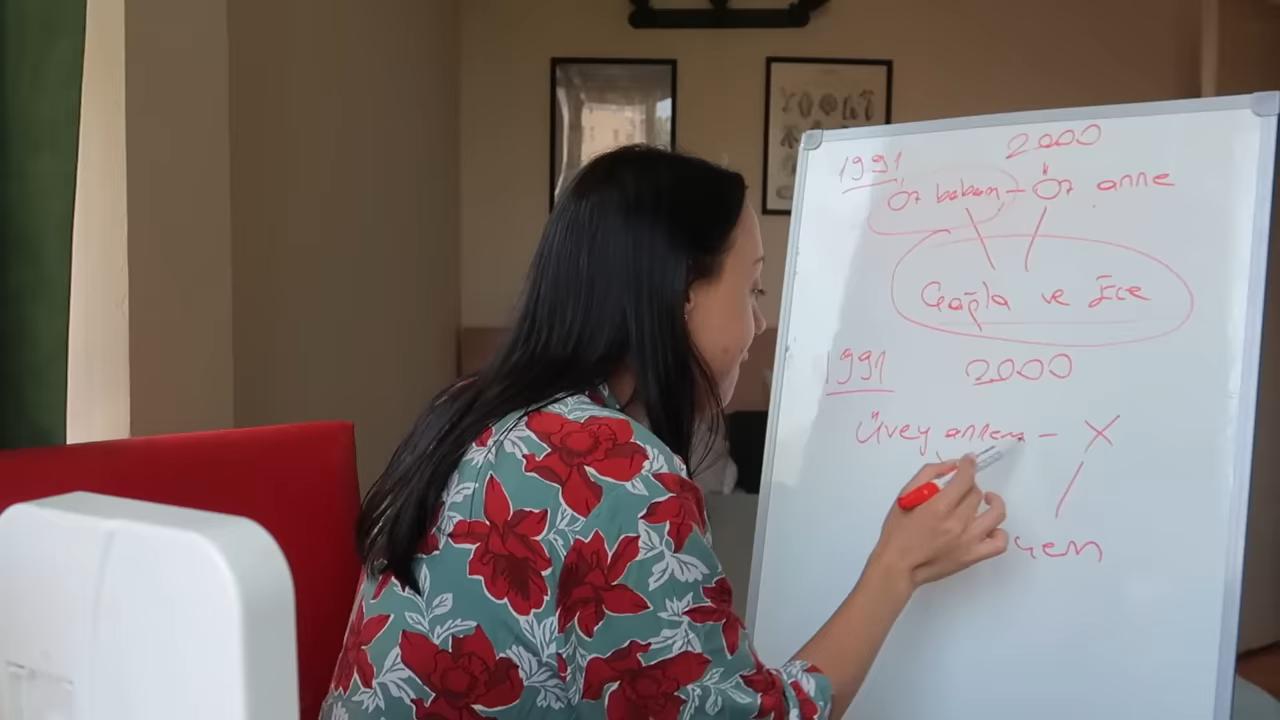 1991 2000
Öz babam - Öz anne
Çağla ve Ece
1991 2000
Üvey annem - X